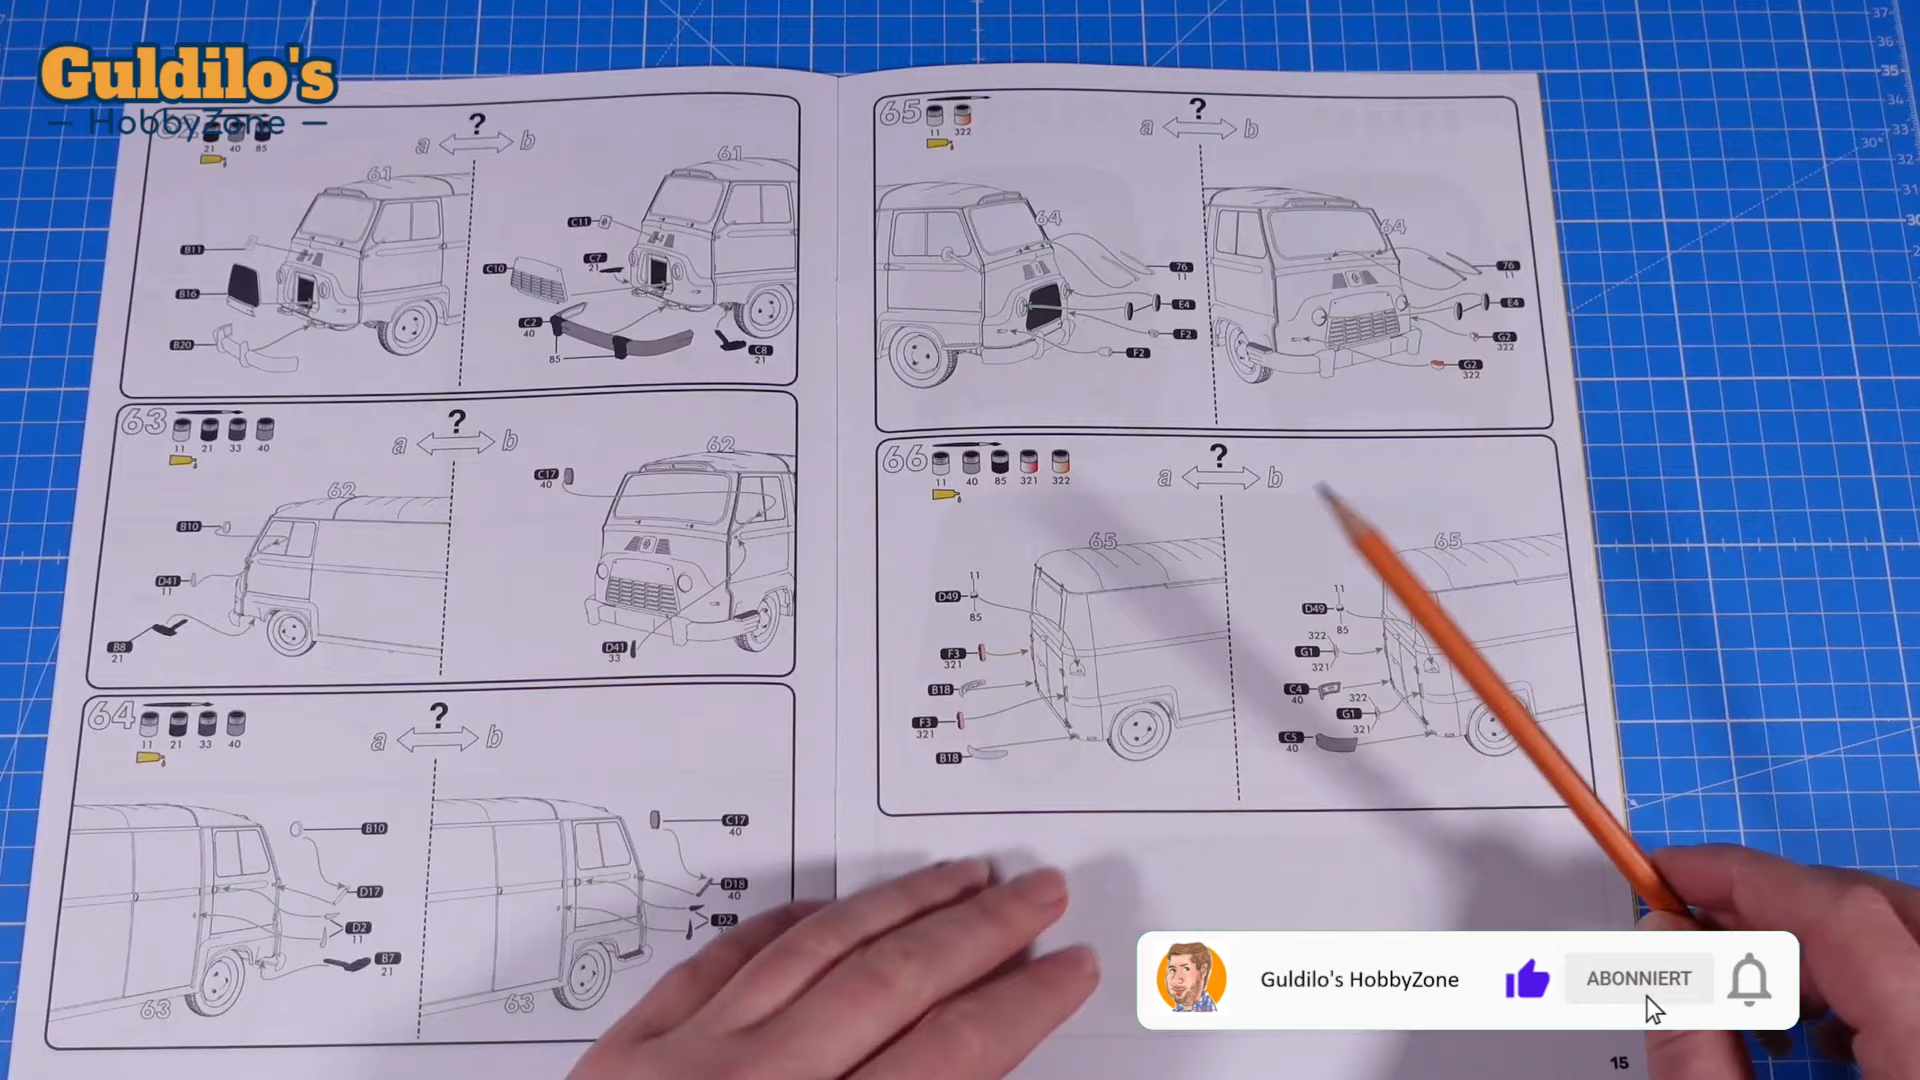 Guldilo's
— HobbyZone —
21 40 85
61
?
a b
61
B11
B16
B20
C11
C7
21
C10
C2
40
85
C8
21
63
11 21 33 40
?
a b
62
62
B10
D41
11
B8
21
C17
40
D41
33
64
11 21 33 40
?
a b
B10
D17
D2
11
B7
21
63
C17
40
D18
40
D2
63
65
11 322
?
a b
64
64
76
11
E4
F2
F2
76
11
E4
G2
322
G2
322
66
11 40 85 321 322
?
a b
65
65
11
D49
85
F3
321
B18
F3
321
B18
11
D49
85
322
G1
321
C4
40
322
G1
321
C5
40
Guldilo's HobbyZone
ABONNIERT
15